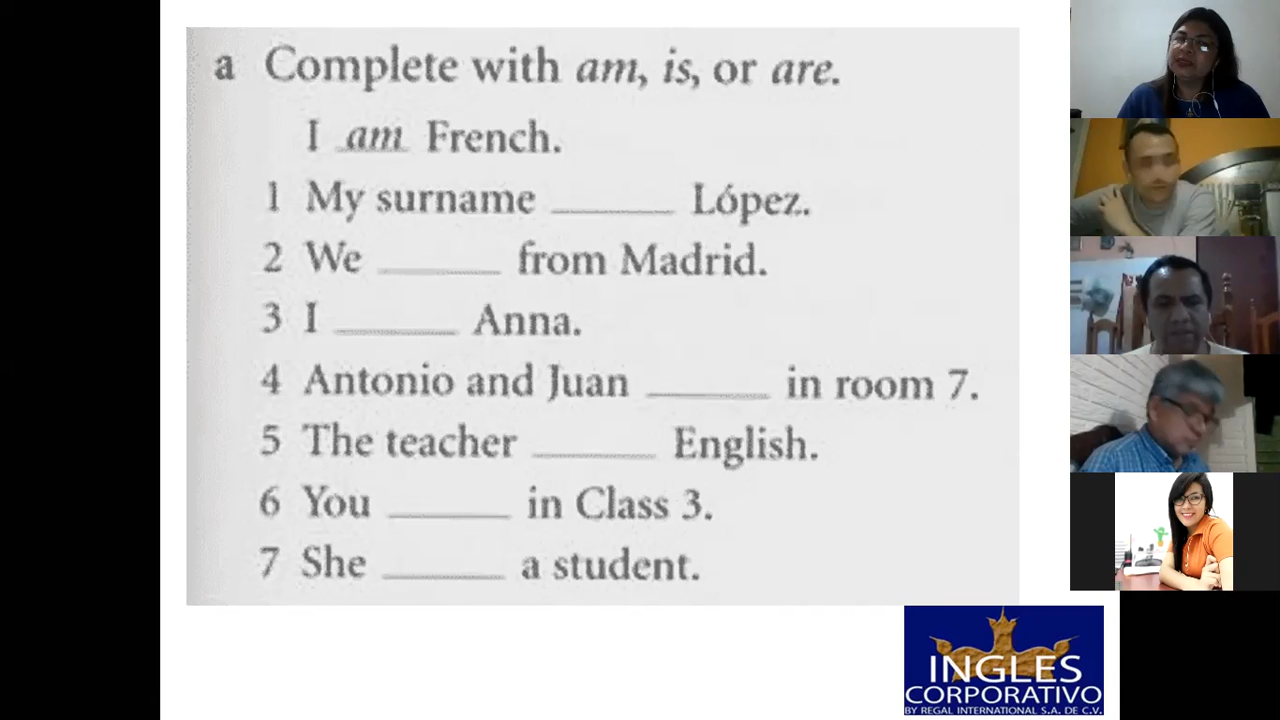 a Complete with am, is, or are.
I am French.
1 My surname ______ López.
2 We ______ from Madrid.
3 I ______ Anna.
4 Antonio and Juan ______ in room 7.
5 The teacher ______ English.
6 You ______ in Class 3.
7 She ______ a student.
INGLES
CORPORATIVO
BY REGAL INTERNATIONAL S.A. DE C.V.